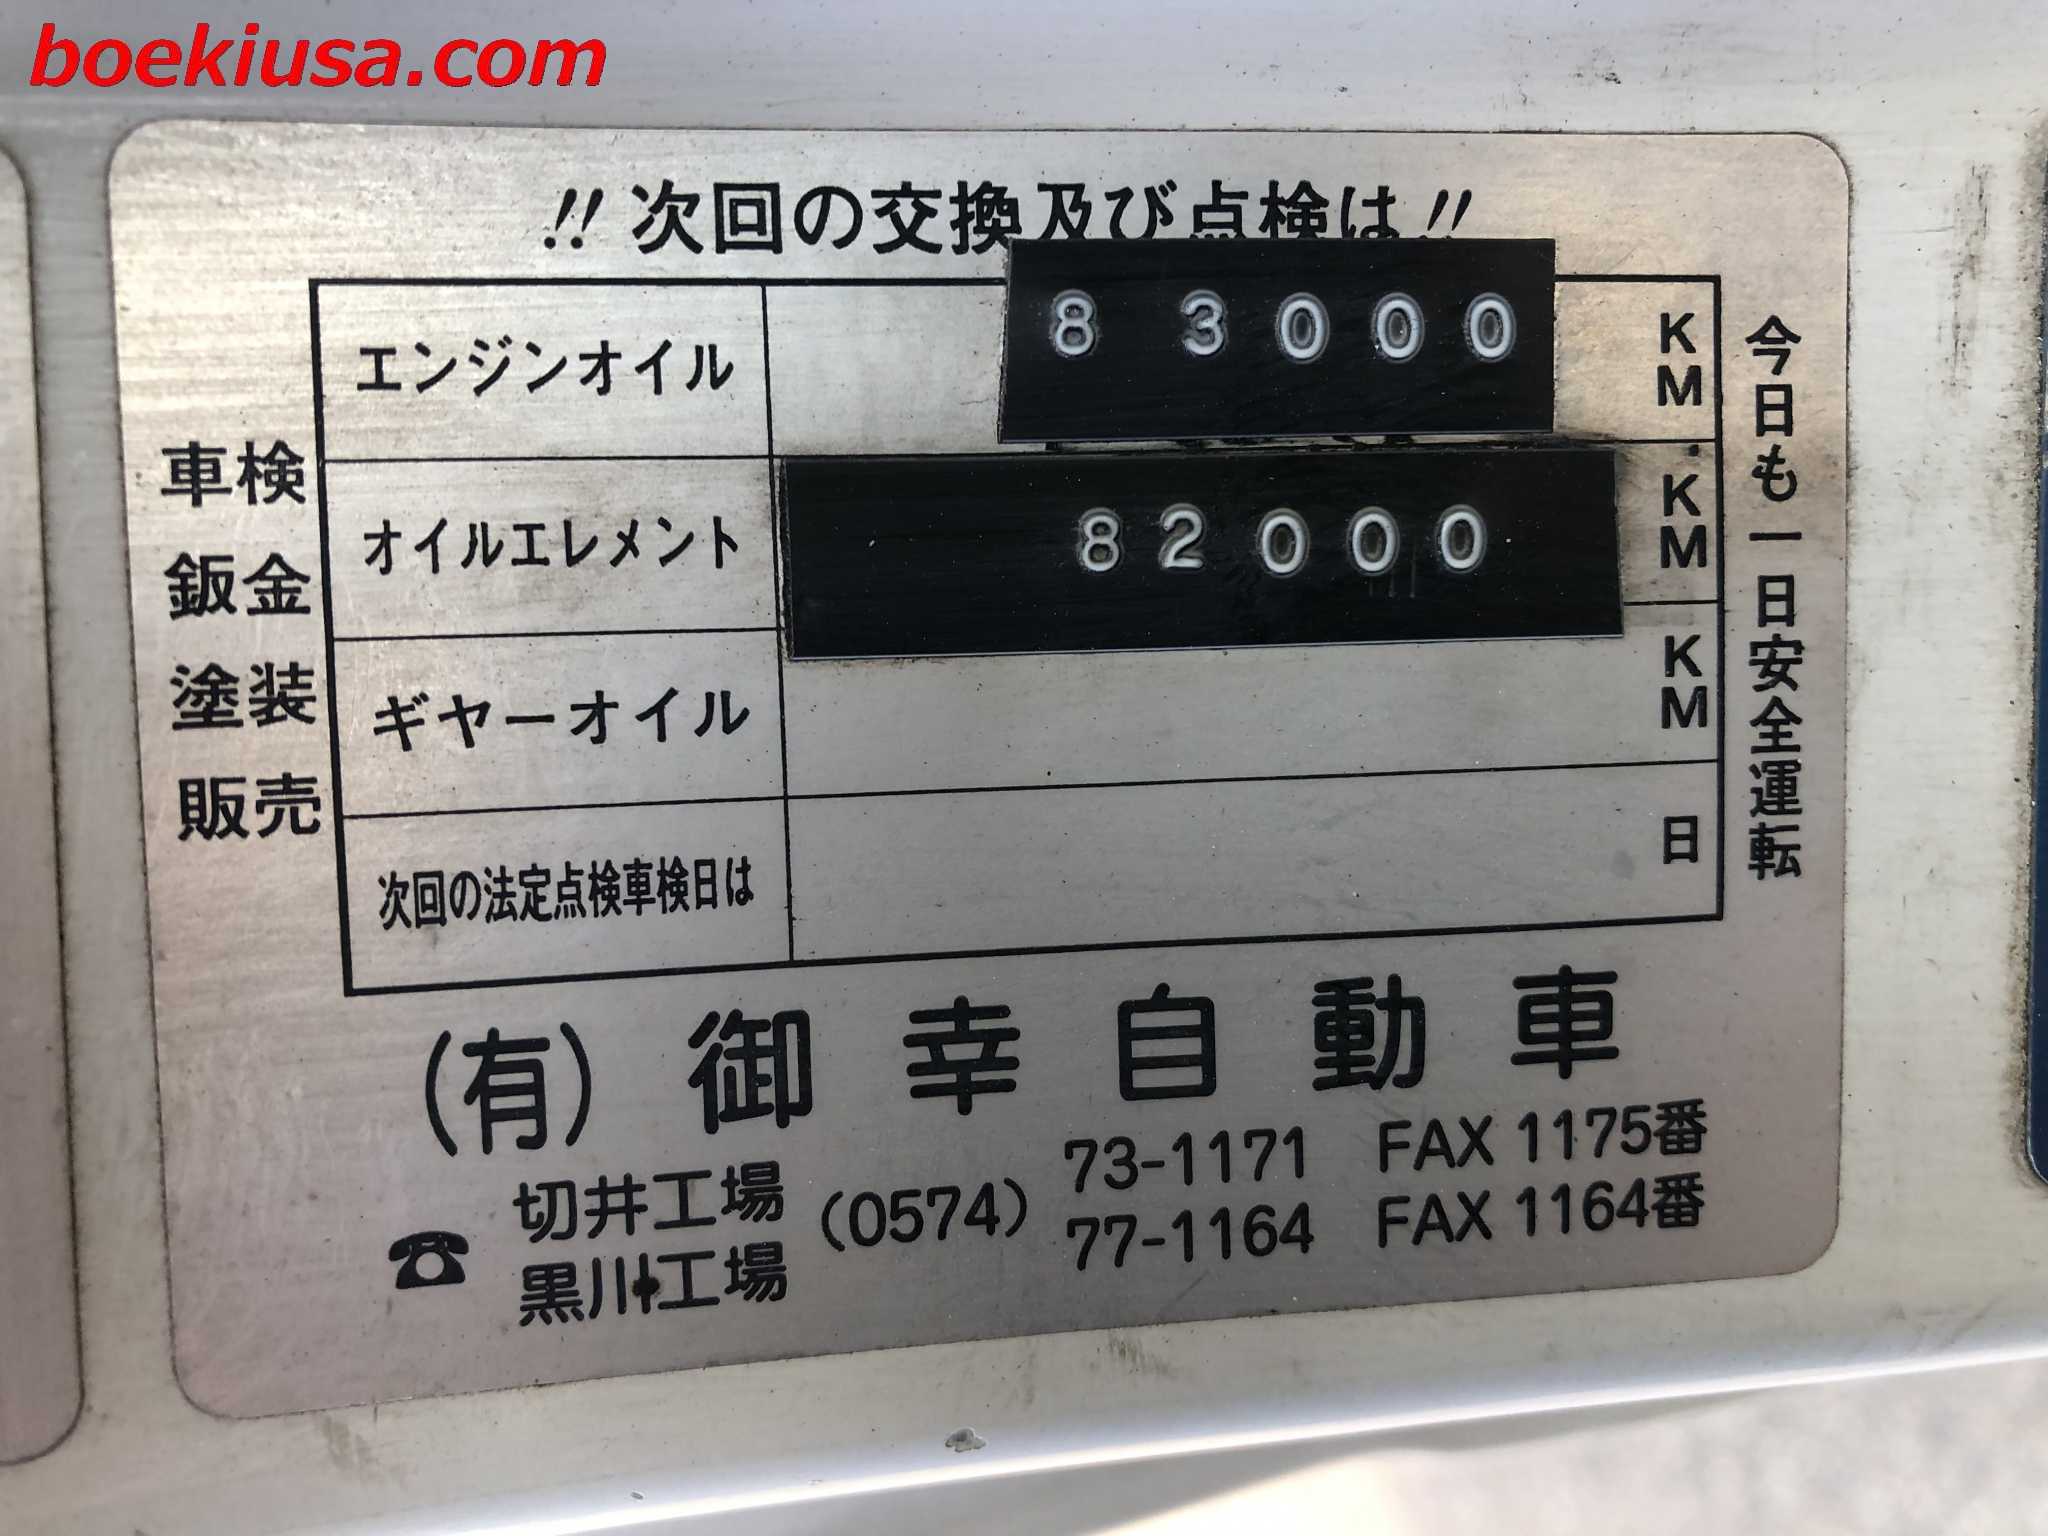 boekiusa.com
!!次回の交換及び点検は!!
エンジンオイル 8 3000 KM
オイルエレメント 82000 KM
ギヤーオイル KM
次回の法定点検車検日は 日
車検
鈑金
塗装
販売
今日も一日安全運転
(有)御幸自動車
☎ 切井工場 (0574) 73-1171 FAX 1175番
黒川工場 77-1164 FAX 1164番